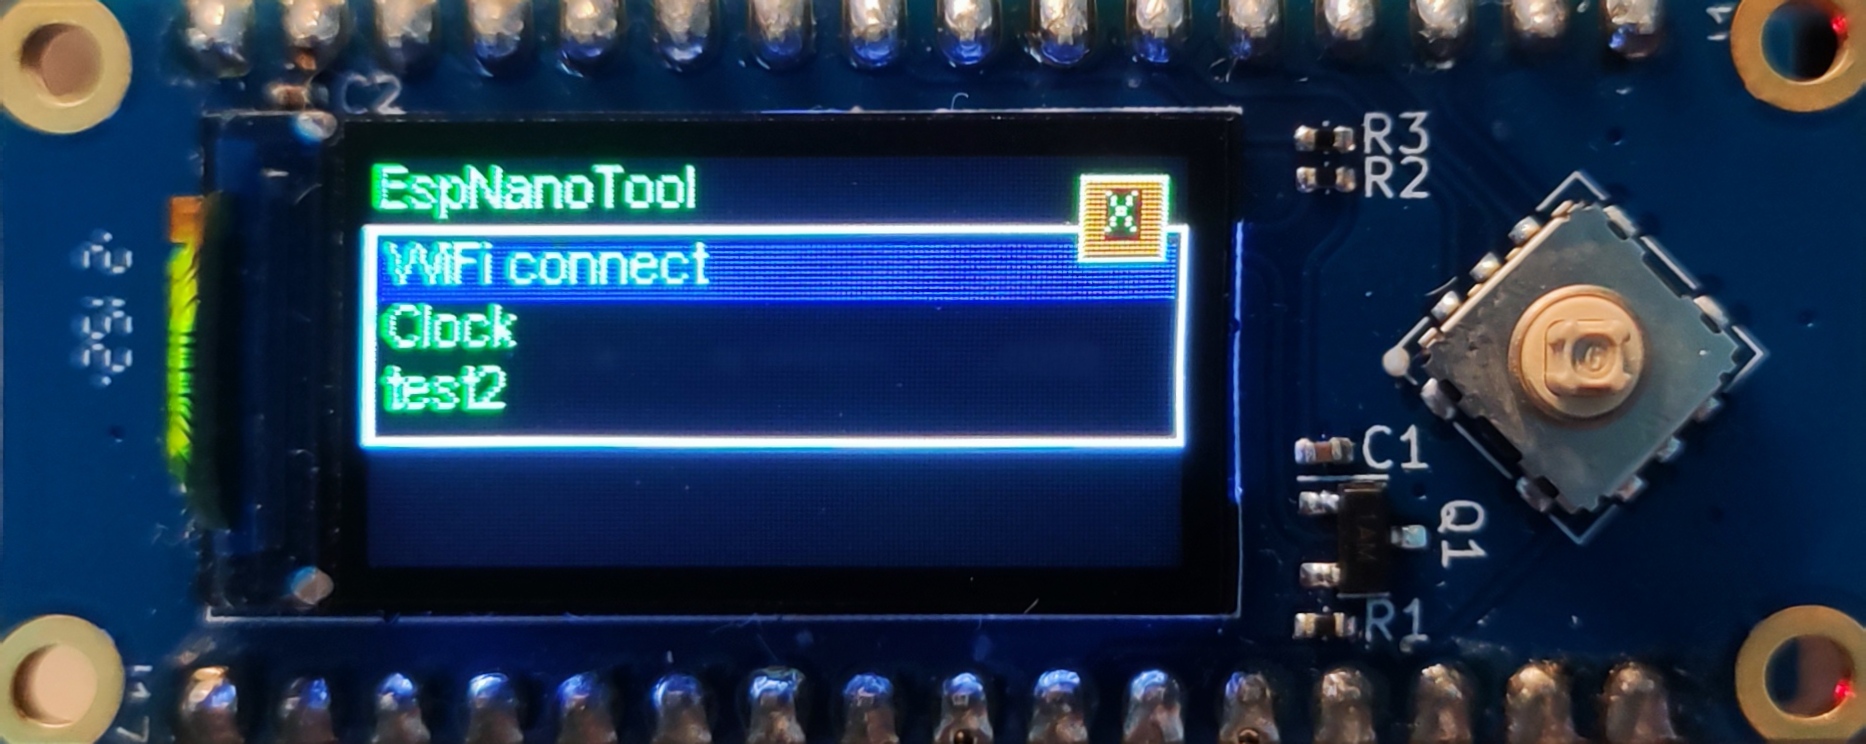 C2
EspNanoTool
X
WiFi connect
Clock
test2
R3
R2
C1
Q1
R1